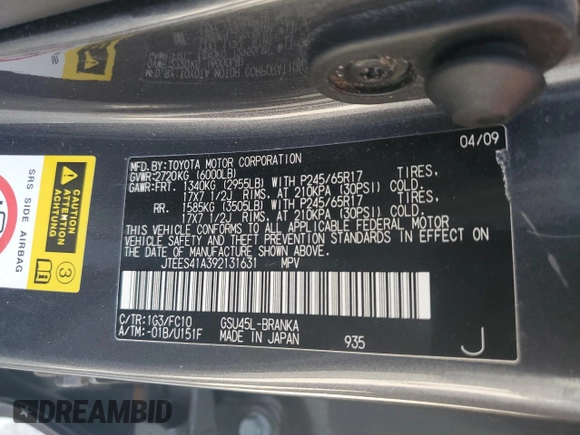 04/09
MFD.BY:TOYOTA MOTOR CORPORATION
GVWR:2720KG (6000LB)
GAWR:FRT. 1340KG (2955LB) WITH P245/65R17 TIRES,
17X7 1/2J RIMS, AT 210KPA (30PSI) COLD.
RR. 1585KG (3505LB) WITH P245/65R17 TIRES,
17X7 1/2J RIMS, AT 210KPA (30PSI) COLD.
THIS VEHICLE CONFORMS TO ALL APPLICABLE FEDERAL MOTOR
VEHICLE SAFETY AND THEFT PREVENTION STANDARDS IN EFFECT ON
THE DATE OF MANUFACTURE SHOWN ABOVE.
JTEES41A392131631 MPV
C/TR:1G3/FC10 GSU45L-BRANKA
A/TM:-01B/U151F MADE IN JAPAN 935 J
SRS SIDE AIRBAG
CAUTION
ATTENTION
ACHTUNG
3
DREAMBID